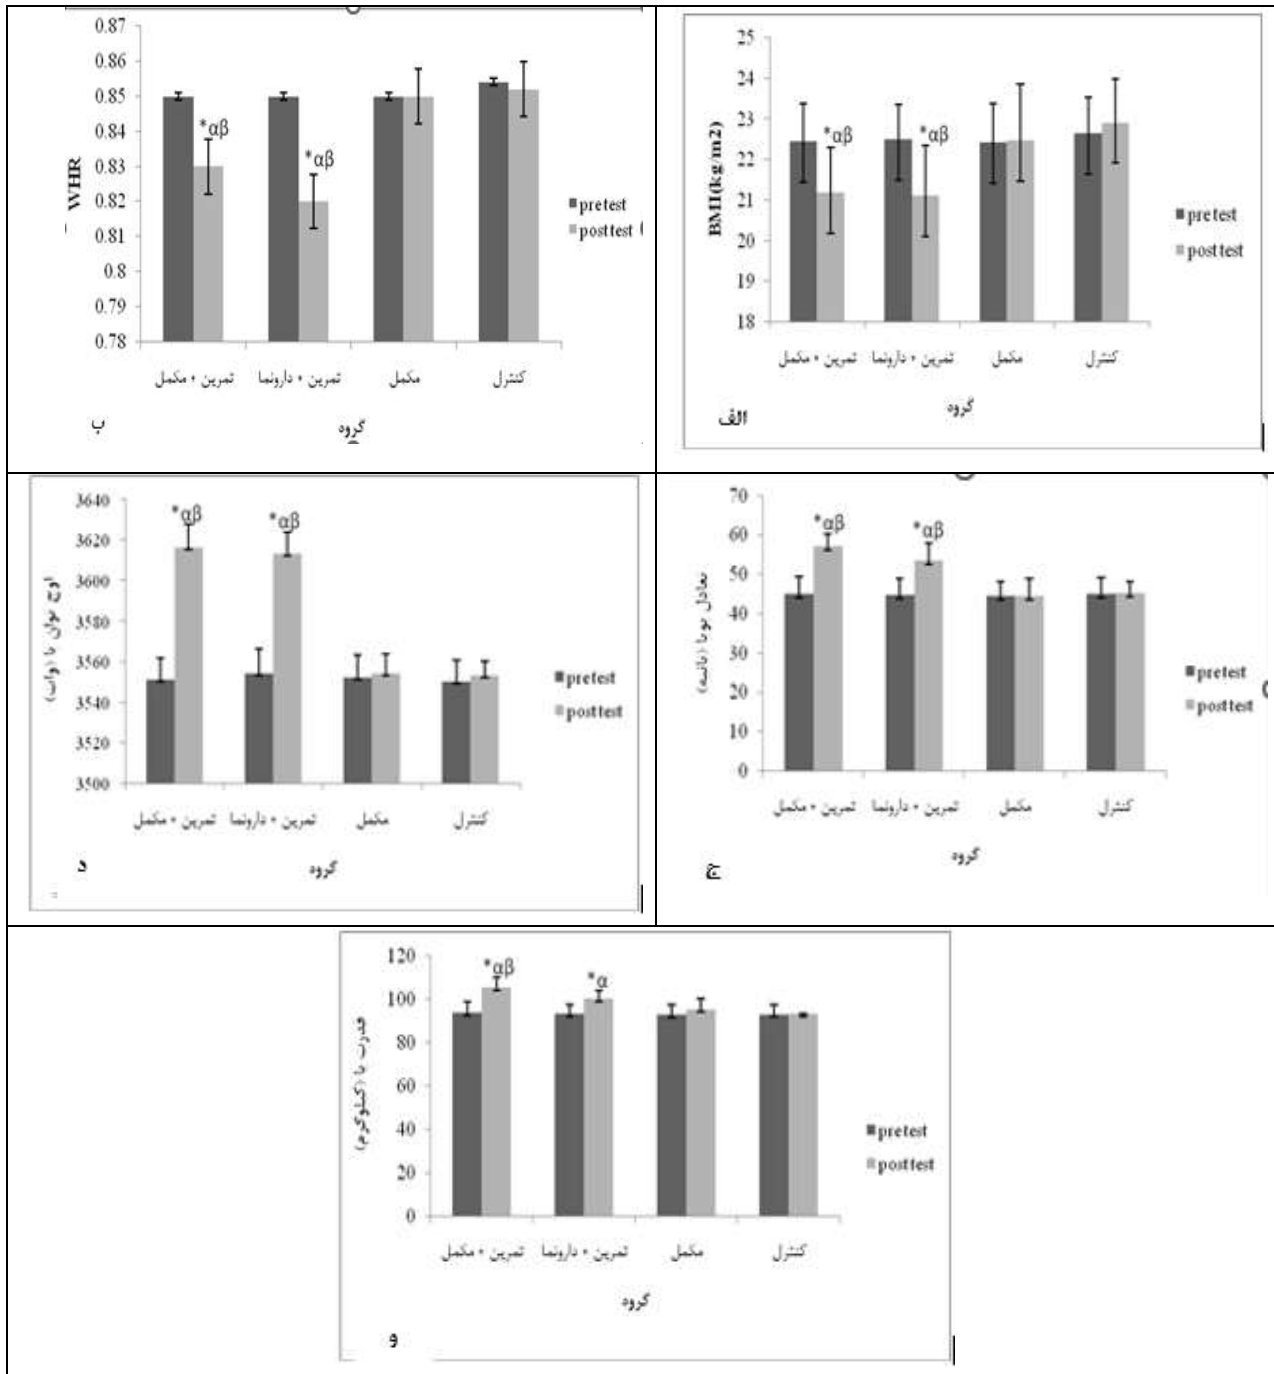 25
24
23
22
21
20
19
18
BMI(kg/m2)
*αβ
*αβ
pretest
posttest
تمرین + مکمل
تمرین + دارونما
مکمل
کنترل
گروه
الف
0.87
0.86
0.85
0.84
0.83
0.82
0.81
0.8
0.79
0.78
WHR
*αβ
*αβ
pretest
posttest
تمرین + مکمل
تمرین + دارونما
مکمل
کنترل
گروه
ب
70
60
50
40
30
20
10
0
تعادل پویا (ثانیه)
*αβ
*αβ
pretest
posttest
تمرین + مکمل
تمرین + دارونما
مکمل
کنترل
گروه
ج
3640
3620
3600
3580
3560
3540
3520
3500
اوج توان پا (وات)
*αβ
*αβ
pretest
posttest
تمرین + مکمل
تمرین + دارونما
مکمل
کنترل
گروه
د
120
100
80
60
40
20
0
قدرت پا (کیلوگرم)
*αβ
*α
pretest
posttest
تمرین + مکمل
تمرین + دارونما
مکمل
کنترل
گروه
و